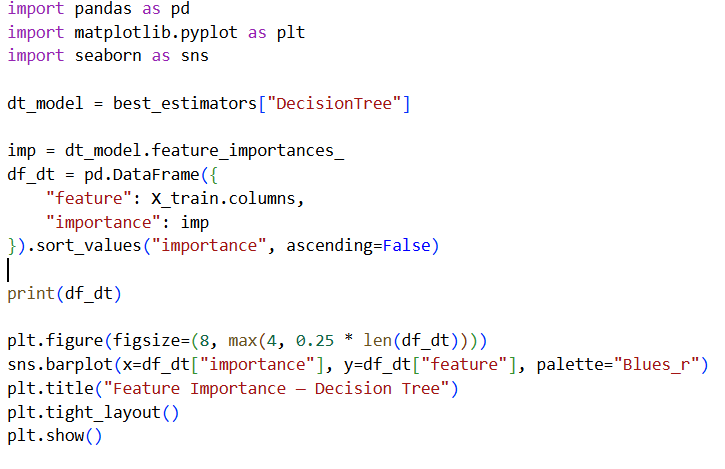 import pandas as pd
import matplotlib.pyplot as plt
import seaborn as sns
dt_model = best_estimators["DecisionTree"]
imp = dt_model.feature_importances_
df_dt = pd.DataFrame({
    "feature": X_train.columns,
    "importance": imp
}).sort_values("importance", ascending=False)
print(df_dt)
plt.figure(figsize=(8, max(4, 0.25 * len(df_dt))))
sns.barplot(x=df_dt["importance"], y=df_dt["feature"], palette="Blues_r")
plt.title("Feature Importance – Decision Tree")
plt.tight_layout()
plt.show()